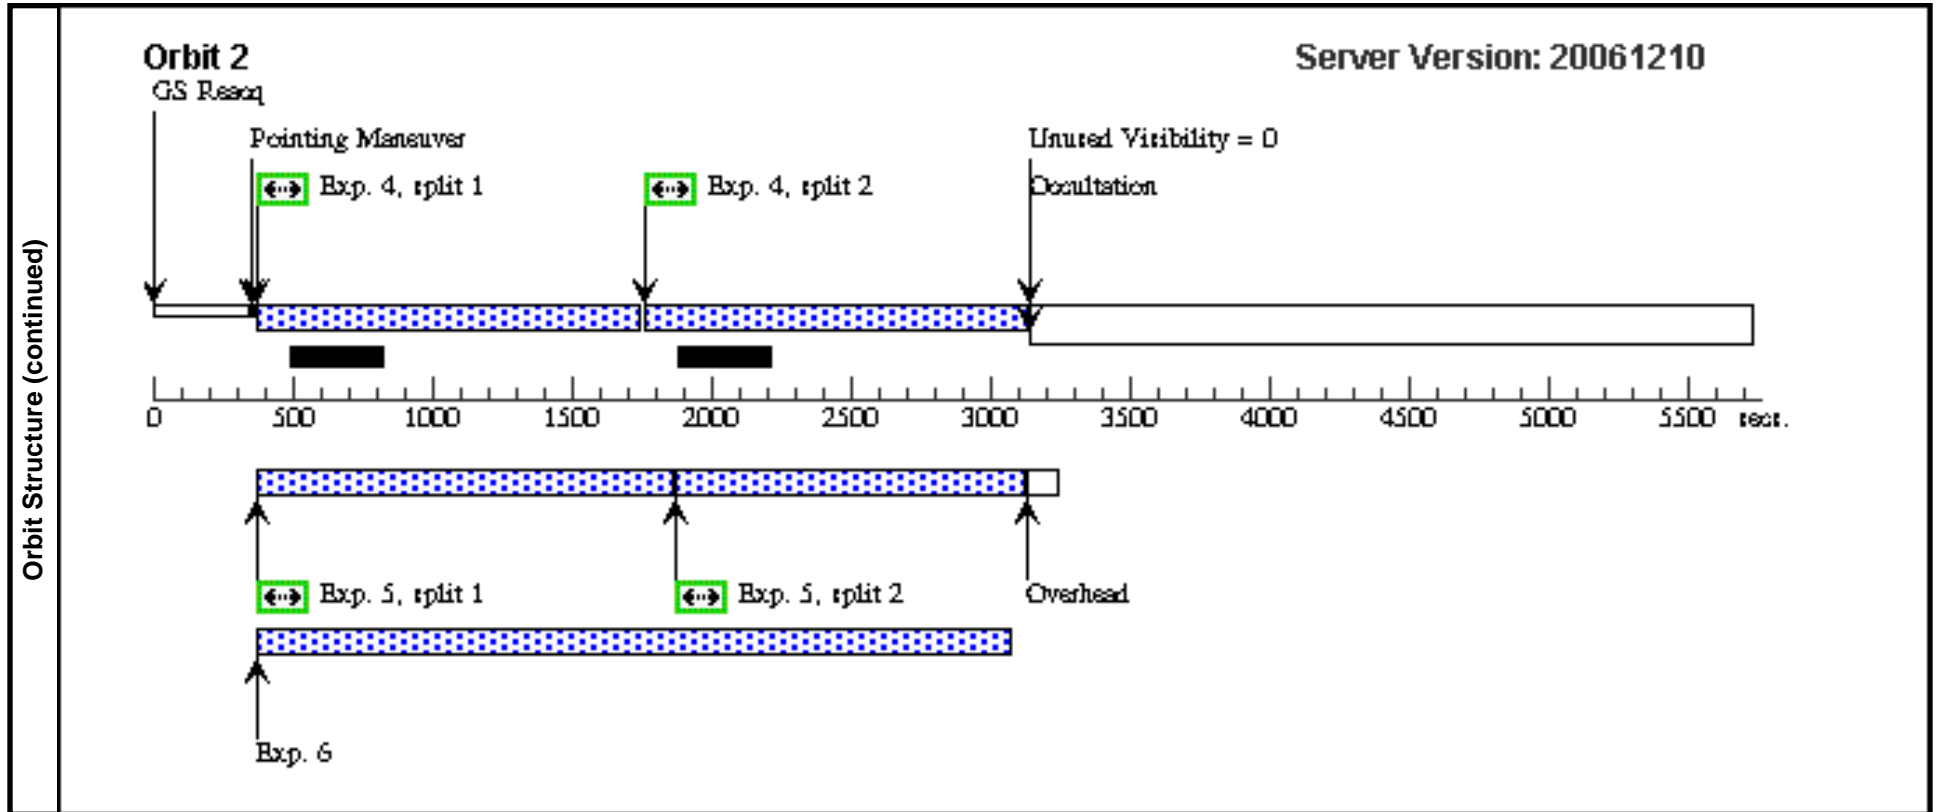 Orbit Structure (continued)
Orbit 2
Server Version: 20061210
GS Reacq
Pointing Maneuver
Unused Visibility = 0
Exp. 4, split 1
Exp. 4, split 2
Occultation
0 500 1000 1500 2000 2500 3000 3500 4000 4500 5000 5500 secs.
Exp. 5, split 1
Exp. 5, split 2
Overhead
Exp. 6